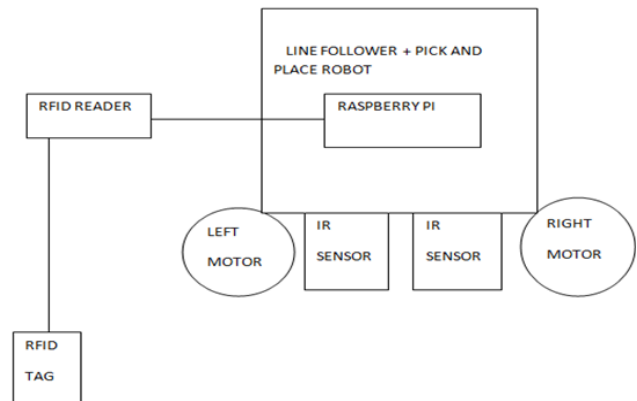 LINE FOLLOWER + PICK AND
PLACE ROBOT
RFID READER
RASPBERRY PI
LEFT
MOTOR
IR
SENSOR
IR
SENSOR
RIGHT
MOTOR
RFID
TAG